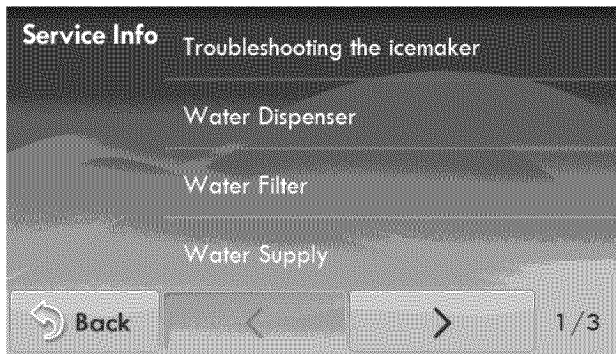 Service Info
Troubleshooting the icemaker
Water Dispenser
Water Filter
Water Supply
Back
<
>
1/3